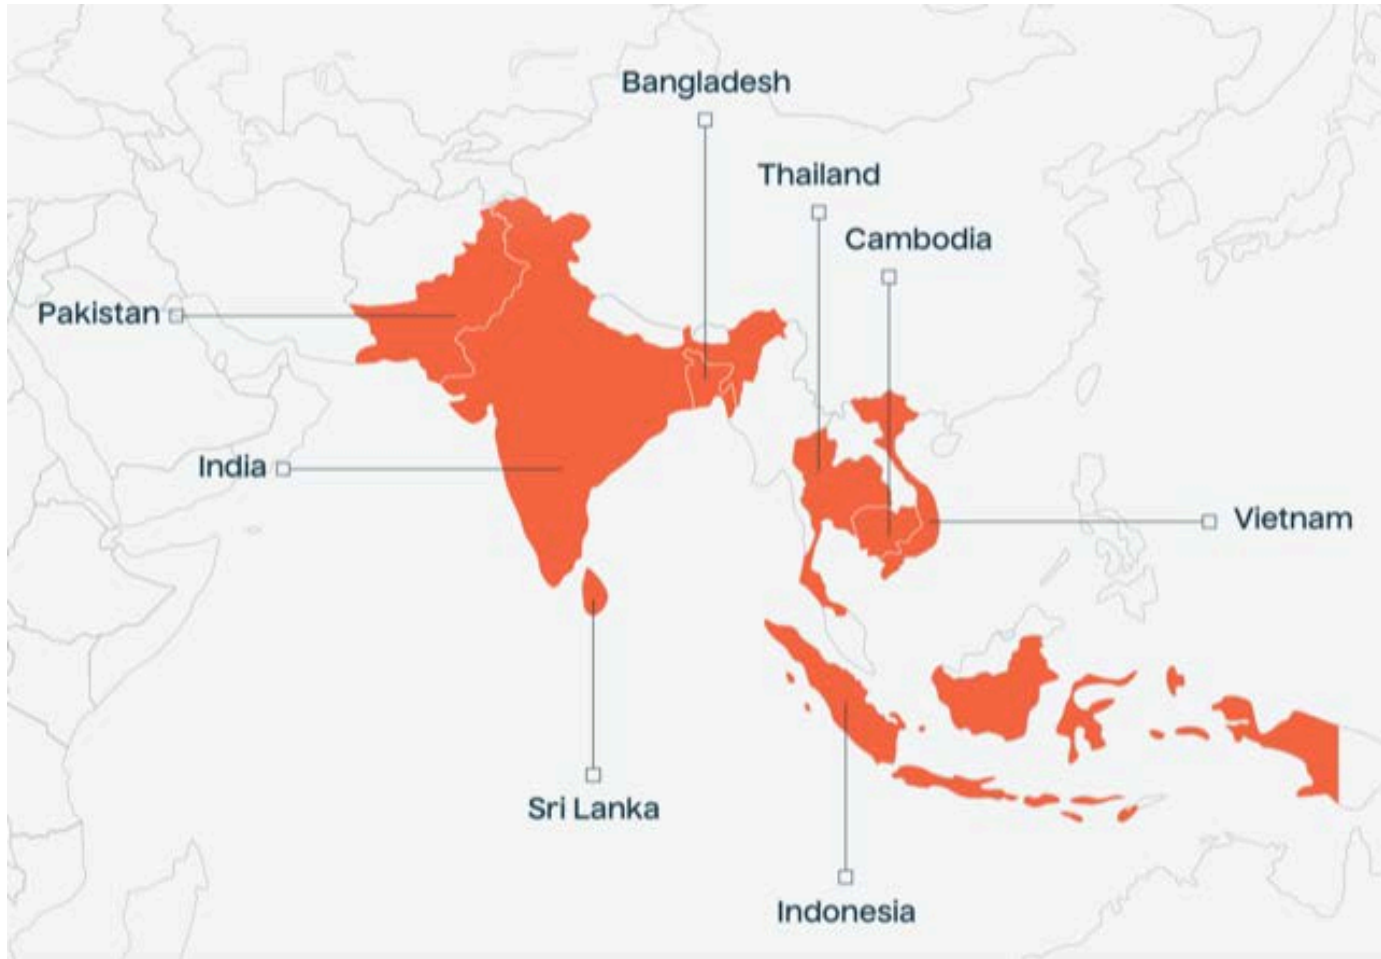 Bangladesh
Thailand
Cambodia
Pakistan
India
Vietnam
Sri Lanka
Indonesia